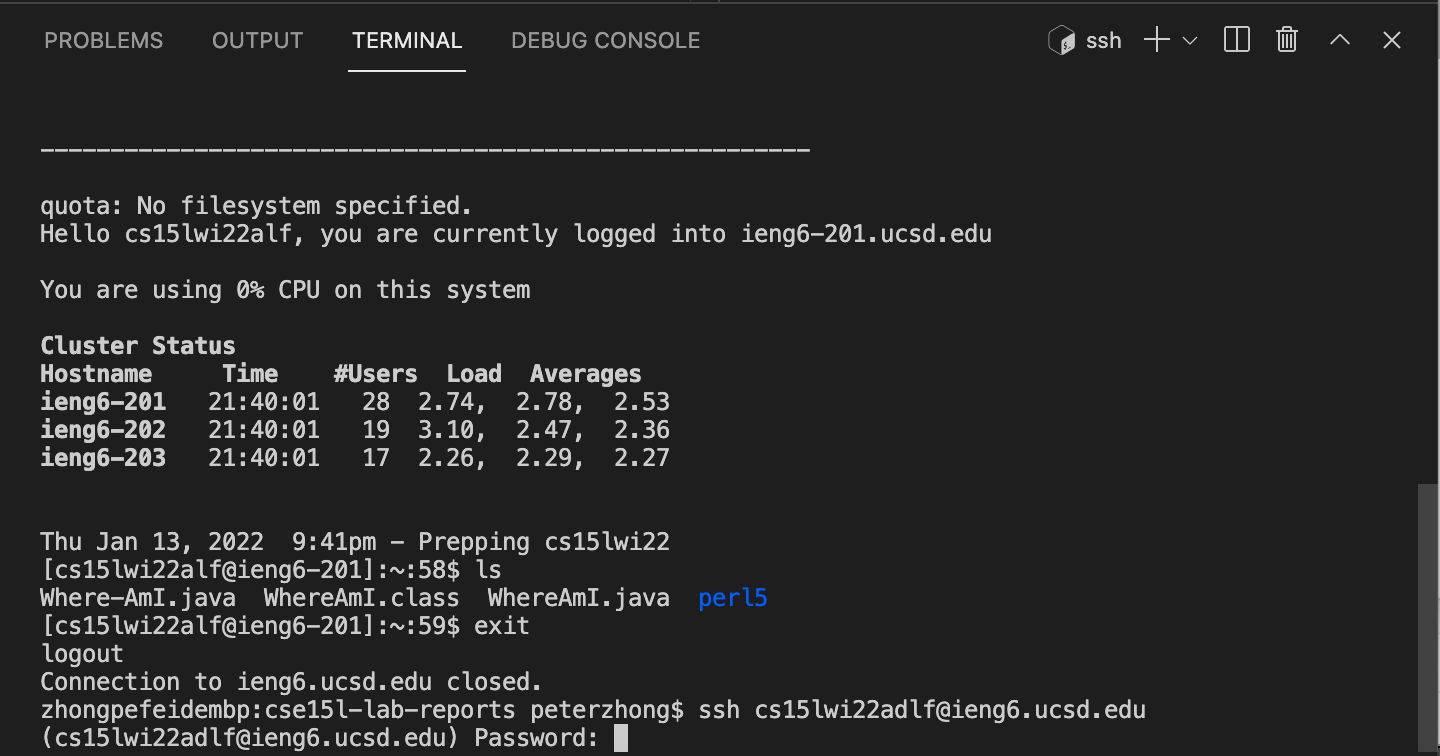 PROBLEMS OUTPUT TERMINAL DEBUG CONSOLE ssh
_______________________________________________________
quota: No filesystem specified.
Hello cs15lwi22alf, you are currently logged into ieng6-201.ucsd.edu
You are using 0% CPU on this system
Cluster Status
Hostname Time #Users Load Averages
ieng6-201 21:40:01 28 2.74, 2.78, 2.53
ieng6-202 21:40:01 19 3.10, 2.47, 2.36
ieng6-203 21:40:01 17 2.26, 2.29, 2.27
Thu Jan 13, 2022 9:41pm - Prepping cs15lwi22
[cs15lwi22alf@ieng6-201]:~:58$ ls
Where-AmI.java WhereAmI.class WhereAmI.java perl5
[cs15lwi22alf@ieng6-201]:~:59$ exit
logout
Connection to ieng6.ucsd.edu closed.
zhongpefeidembp:cse15l-lab-reports peterzhong$ ssh cs15lwi22adlf@ieng6.ucsd.edu
(cs15lwi22adlf@ieng6.ucsd.edu) Password: